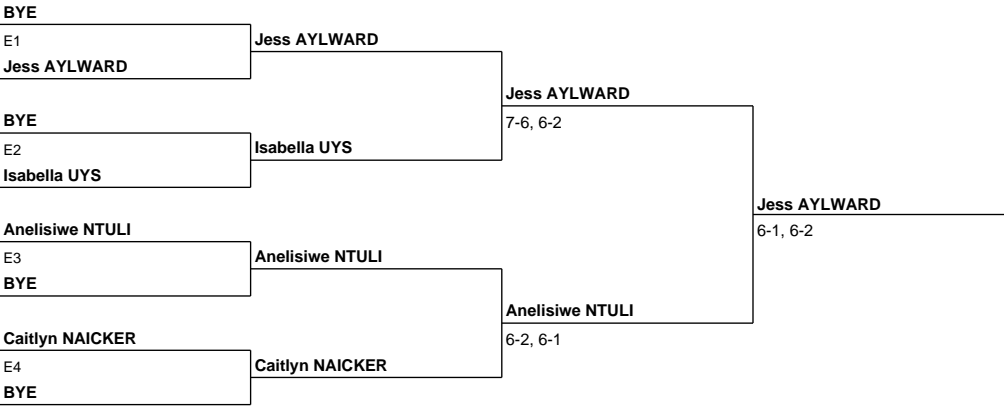 BYE
E1
Jess AYLWARD
Jess AYLWARD
BYE
E2
Isabella UYS
Isabella UYS
Jess AYLWARD
7-6, 6-2
Anelisiwe NTULI
E3
BYE
Anelisiwe NTULI
Caitlyn NAICKER
E4
BYE
Caitlyn NAICKER
Anelisiwe NTULI
6-2, 6-1
Jess AYLWARD
6-1, 6-2